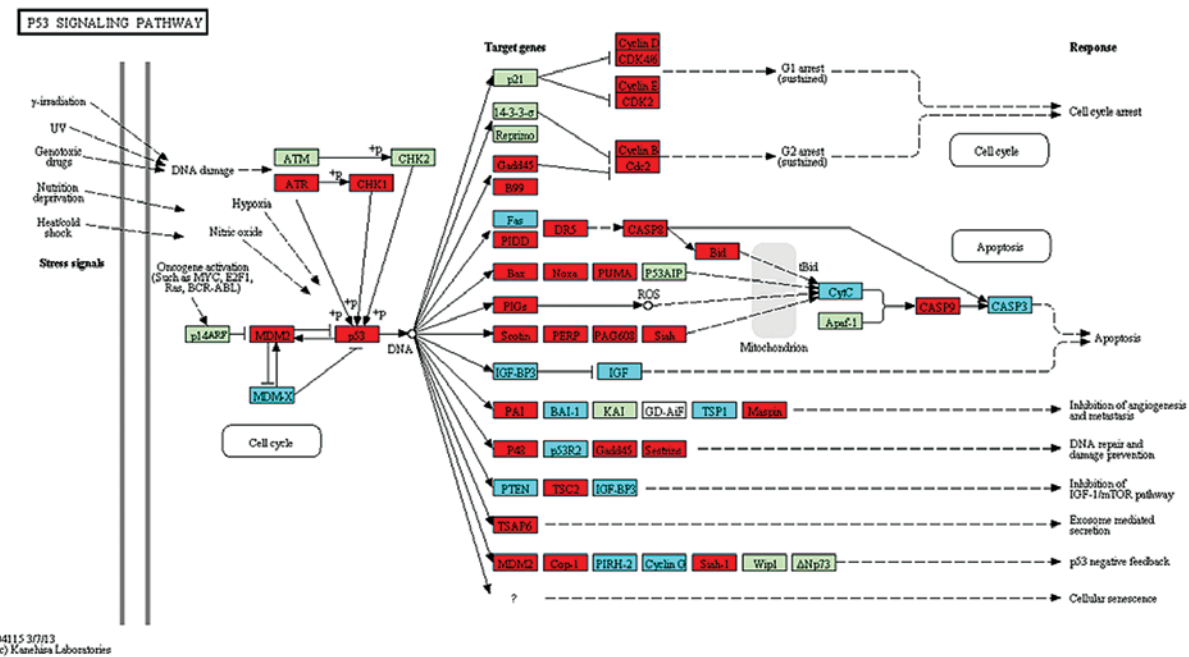 P53 SIGNALING PATHWAY
Target genes
Response
γ-irradiation
UV
Genotoxic
drugs
Nutrition
deprivation
Heat/cold
shock
Stress signals
DNA damage
ATM
+p
CHK2
ATR
+p
CHK1
Hypoxia
Nitric oxide
Oncogene activation
(Such as MYC, E2F1,
Ras, BCR-ABL)
p14ARF
MDM2
+p
+p
+p
p53
DNA
MDM-X
Cell cycle
p21
Cyclin D
CDK4/6
Cyclin E
CDK2
G1 arrest
(sustained)
14-3-3-σ
Reprimo
Gadd45
B99
Cyclin B
Cdc2
G2 arrest
(sustained)
Cell cycle arrest
Cell cycle
Fas
PIDD
DR5
CASP8
Bid
tBid
Apoptosis
Bax
Noxa
PUMA
P53AIP
CytC
PIGs
ROS
CASP9
CASP3
Apaf-1
Scotin
PERP
PAG608
Siah
Mitochondrion
Apoptosis
IGF-BP3
IGF
PAI
BAI-1
KAI
GD-AiF
TSP1
Maspin
Inhibition of angiogenesis
and metastasis
P48
p53R2
Gadd45
Sestrins
DNA repair and
damage prevention
PTEN
TSC2
IGF-BP3
Inhibition of
IGF-1/mTOR pathway
TSAP6
Exosome mediated
secretion
MDM2
Cop-1
PIRH-2
Cyclin G
Siah-1
Wip1
ΔNp73
p53 negative feedback
?
Cellular senescence
04115 3/7/13
c) Kanehisa Laboratories